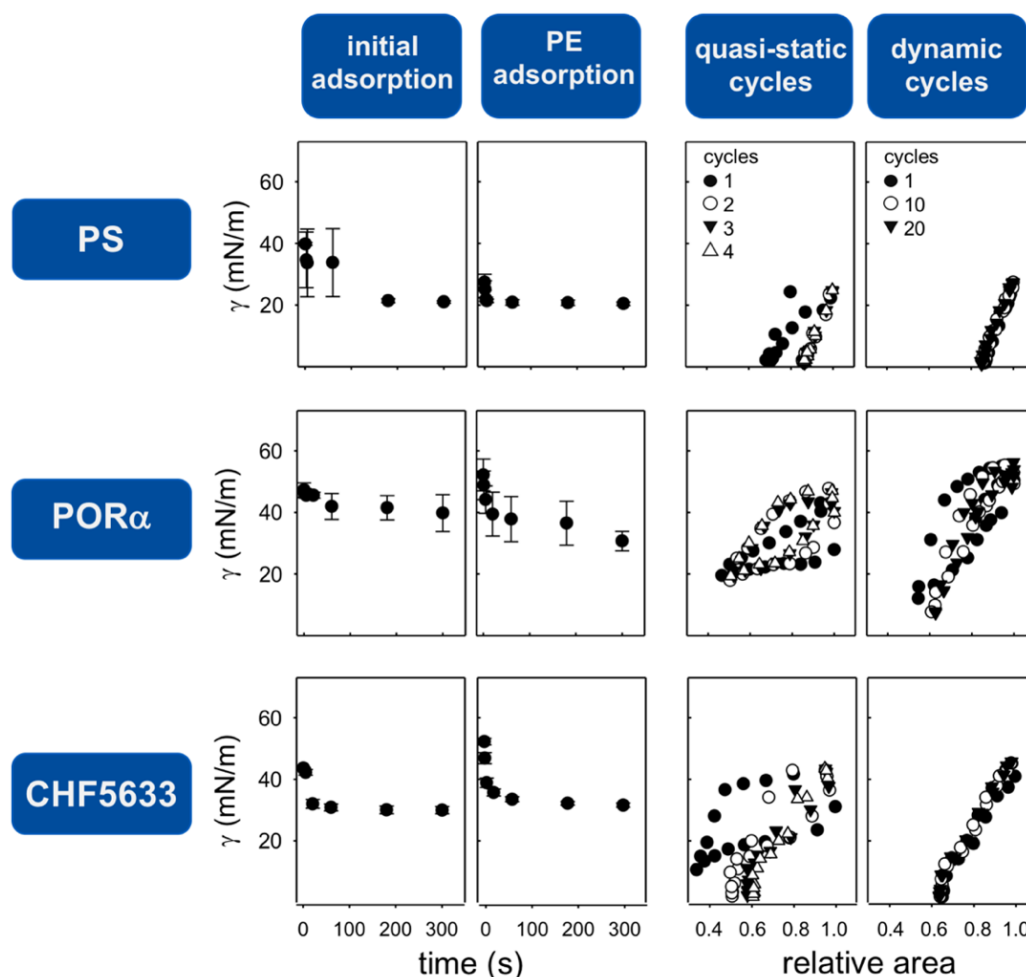 initial adsorption
PE adsorption
quasi-static cycles
dynamic cycles
PS
γ (mN/m)
60
40
20
cycles
1
2
3
4
cycles
1
10
20
PORα
γ (mN/m)
60
40
20
CHF5633
γ (mN/m)
60
40
20
0 100 200 300
0 100 200 300
0.4 0.6 0.8 1.0
0.4 0.6 0.8 1.0
time (s)
relative area